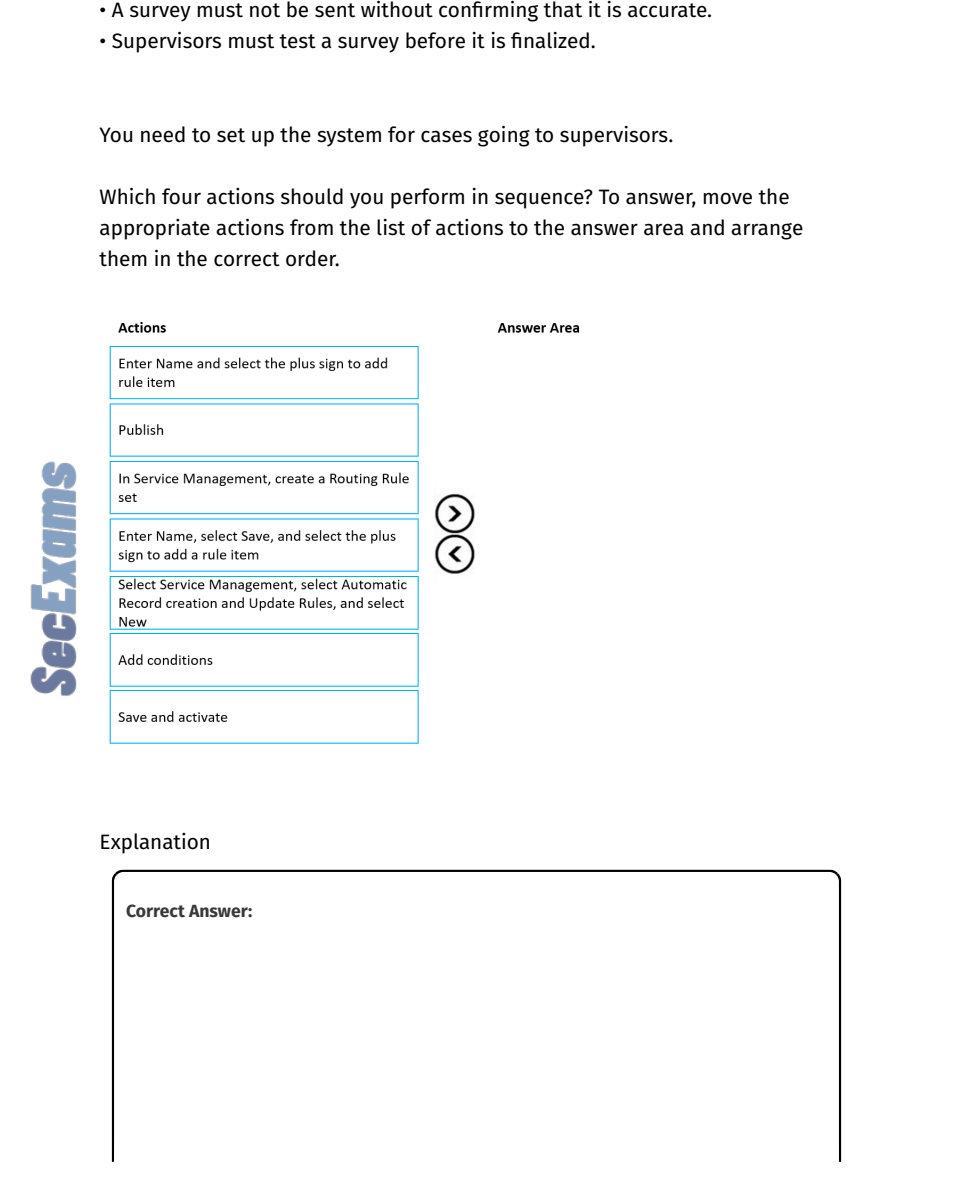 • A survey must not be sent without confirming that it is accurate.
• Supervisors must test a survey before it is finalized.
You need to set up the system for cases going to supervisors.
Which four actions should you perform in sequence? To answer, move the
appropriate actions from the list of actions to the answer area and arrange
them in the correct order.
Actions
Answer Area
Enter Name and select the plus sign to add
rule item
Publish
In Service Management, create a Routing Rule
set
Enter Name, select Save, and select the plus
sign to add a rule item
Select Service Management, select Automatic
Record creation and Update Rules, and select
New
Add conditions
Save and activate
SecExams
Explanation
Correct Answer: